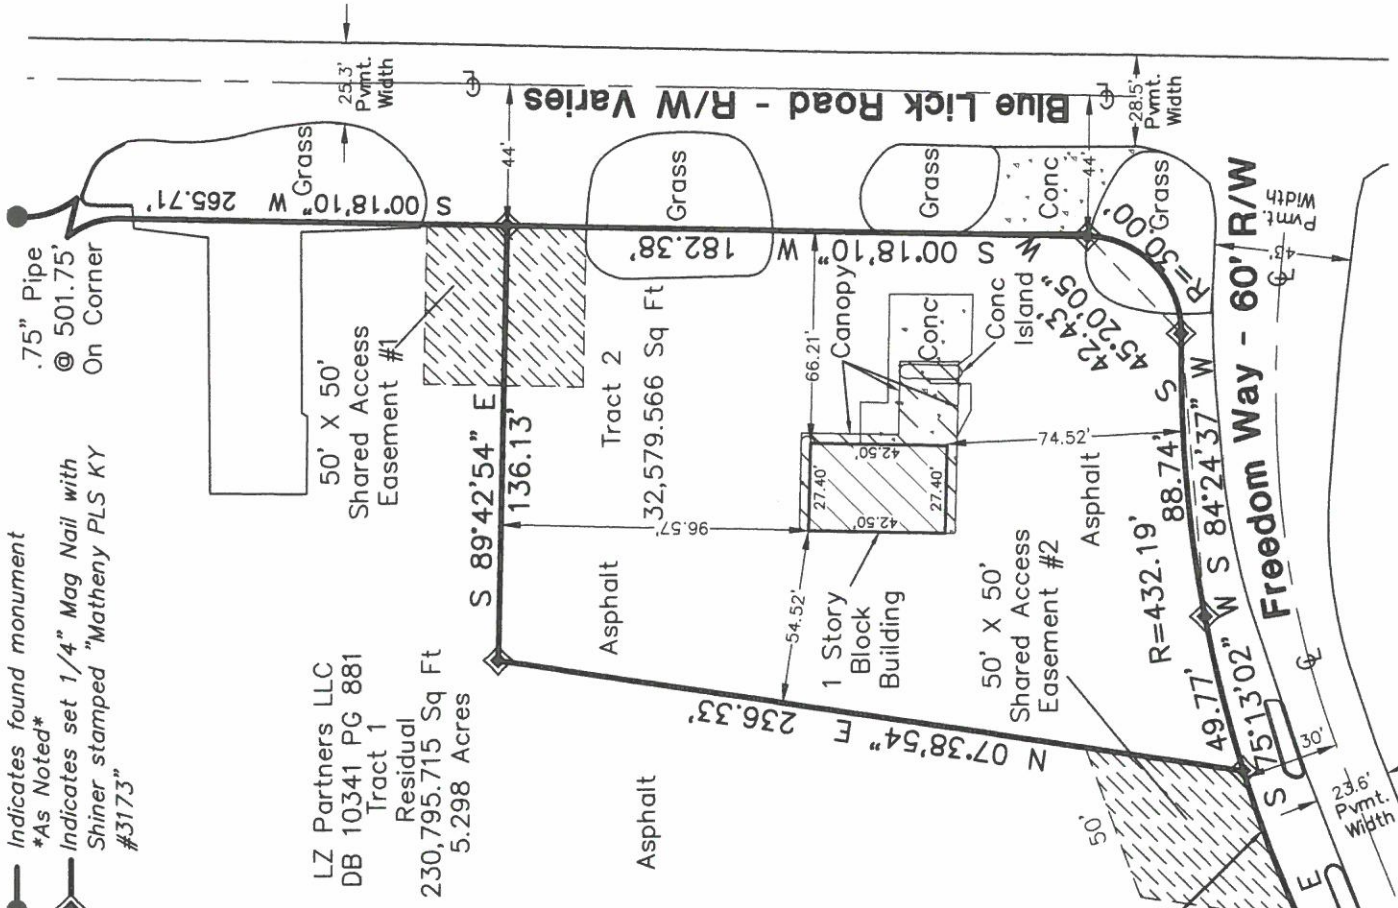 Indicates found monument
*As Noted*
Indicates set 1/4" Mag Nail with
Shiner stamped "Matheny PLS KY
#3173"
.75" Pipe
@ 501.75'
On Corner
S 00°18'10" W
265.71'
Grass
25.3'
Pvmt.
Width
Blue Lick Road - R/W Varies
44'
50' X 50'
Shared Access
Easement #1
LZ Partners LLC
DB 10341 PG 881
Tract 1
Residual
230,795.715 Sq Ft
5.298 Acres
S 89°42'54" E
136.13'
Tract 2
32,579.566 Sq Ft
Grass
S 00°18'10" W
182.38'
Grass
Conc
44'
Grass
28.5'
Pvmt.
Width
Asphalt
96.57'
66.21'
Canopy
Conc
Conc
Island
42.50'
27.40'
27.40'
42.50'
54.52'
74.52'
1 Story
Block
Building
Asphalt
N 07°38'54" E
236.33'
50' X 50'
Shared Access
Easement #2
Asphalt
50'
R=30.00'
S 45°20'05" W
42.43'
S 84°24'37" W
88.74'
R=432.19'
S 75°13'02" W
49.77'
Freedom Way - 60' R/W
43'
Pvmt.
Width
30'
23.6'
Pvmt.
Width
E